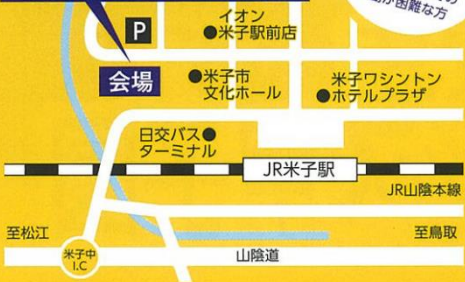 が困難な方
P
イオン
●米子駅前店
会場
●米子市
文化ホール
米子ワシントン
●ホテルプラザ
日交バス●
ターミナル
JR米子駅
JR山陰本線
至松江
至鳥取
米子中
I.C
山陰道